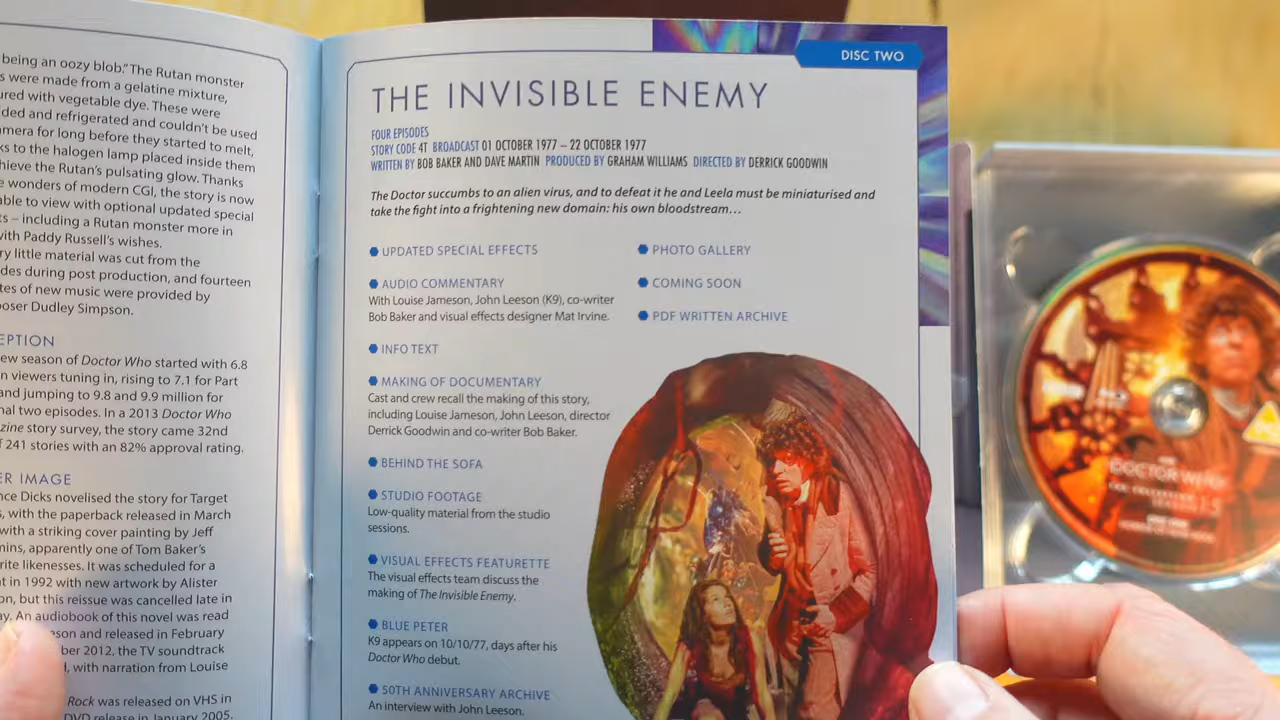 being an oozy blob." The Rutan monster
s were made from a gelatine mixture,
ured with vegetable dye. These were
ded and refrigerated and couldn't be used
mera for long before they started to melt,
ks to the halogen lamp placed inside them
hieve the Rutan's pulsating glow. Thanks
e wonders of modern CGI, the story is now
able to view with optional updated special
ts – including a Rutan monster more in
with Paddy Russell's wishes.
ry little material was cut from the
des during post production, and fourteen
tes of new music were provided by
poser Dudley Simpson.
EPTION
ew season of Doctor Who started with 6.8
n viewers tuning in, rising to 7.1 for Part
and jumping to 9.8 and 9.9 million for
nal two episodes. In a 2013 Doctor Who
zine story survey, the story came 32nd
f 241 stories with an 82% approval rating.
ER IMAGE
nce Dicks novelised the story for Target
s, with the paperback released in March
with a striking cover painting by Jeff
mins, apparently one of Tom Baker's
rite likenesses. It was scheduled for a
nt in 1992 with new artwork by Alister
on, but this reissue was cancelled late in
ay. An audiobook of this novel was read
son and released in February
ber 2012, the TV soundtrack
d, with narration from Louise
Rock was released on VHS in
DVD release in January 2005.
DISC TWO
THE INVISIBLE ENEMY
FOUR EPISODES
STORY CODE 4T BROADCAST 01 OCTOBER 1977 – 22 OCTOBER 1977
WRITTEN BY BOB BAKER AND DAVE MARTIN PRODUCED BY GRAHAM WILLIAMS DIRECTED BY DERRICK GOODWIN
The Doctor succumbs to an alien virus, and to defeat it he and Leela must be miniaturised and
take the fight into a frightening new domain: his own bloodstream...
UPDATED SPECIAL EFFECTS
AUDIO COMMENTARY
With Louise Jameson, John Leeson (K9), co-writer
Bob Baker and visual effects designer Mat Irvine.
INFO TEXT
MAKING OF DOCUMENTARY
Cast and crew recall the making of this story,
including Louise Jameson, John Leeson, director
Derrick Goodwin and co-writer Bob Baker.
BEHIND THE SOFA
STUDIO FOOTAGE
Low-quality material from the studio
sessions.
VISUAL EFFECTS FEATURETTE
The visual effects team discuss the
making of The Invisible Enemy.
BLUE PETER
K9 appears on 10/10/77, days after his
Doctor Who debut.
50TH ANNIVERSARY ARCHIVE
An interview with John Leeson.
PHOTO GALLERY
COMING SOON
PDF WRITTEN ARCHIVE
DOCTOR WHO